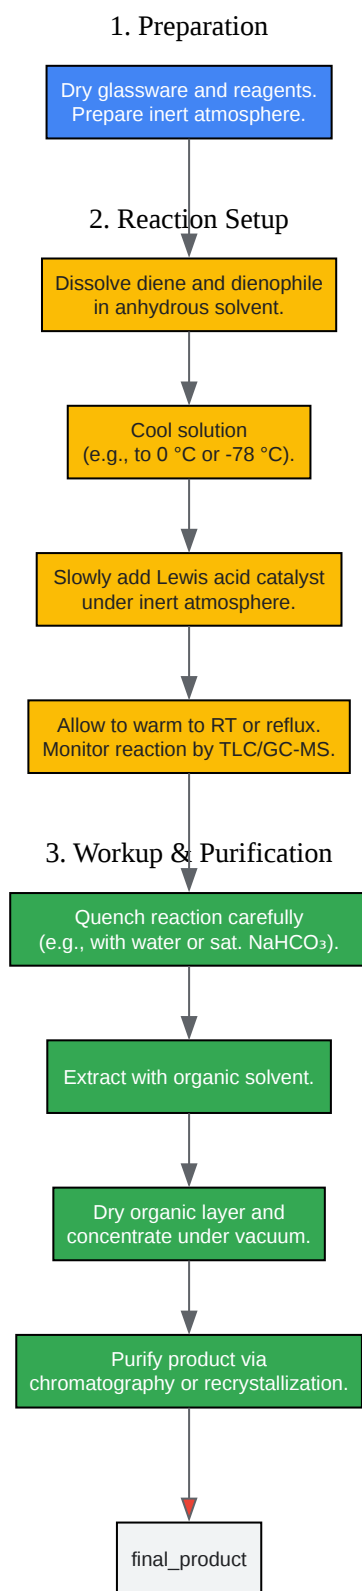 1. Preparation
Dry glassware and reagents.
Prepare inert atmosphere.
2. Reaction Setup
Dissolve diene and dienophile
in anhydrous solvent.
Cool solution
(e.g., to 0 °C or -78 °C).
Slowly add Lewis acid catalyst
under inert atmosphere.
Allow to warm to RT or reflux.
Monitor reaction by TLC/GC-MS.
3. Workup & Purification
Quench reaction carefully
(e.g., with water or sat. NaHCO₃).
Extract with organic solvent.
Dry organic layer and
concentrate under vacuum.
Purify product via
chromatography or recrystallization.
final_product